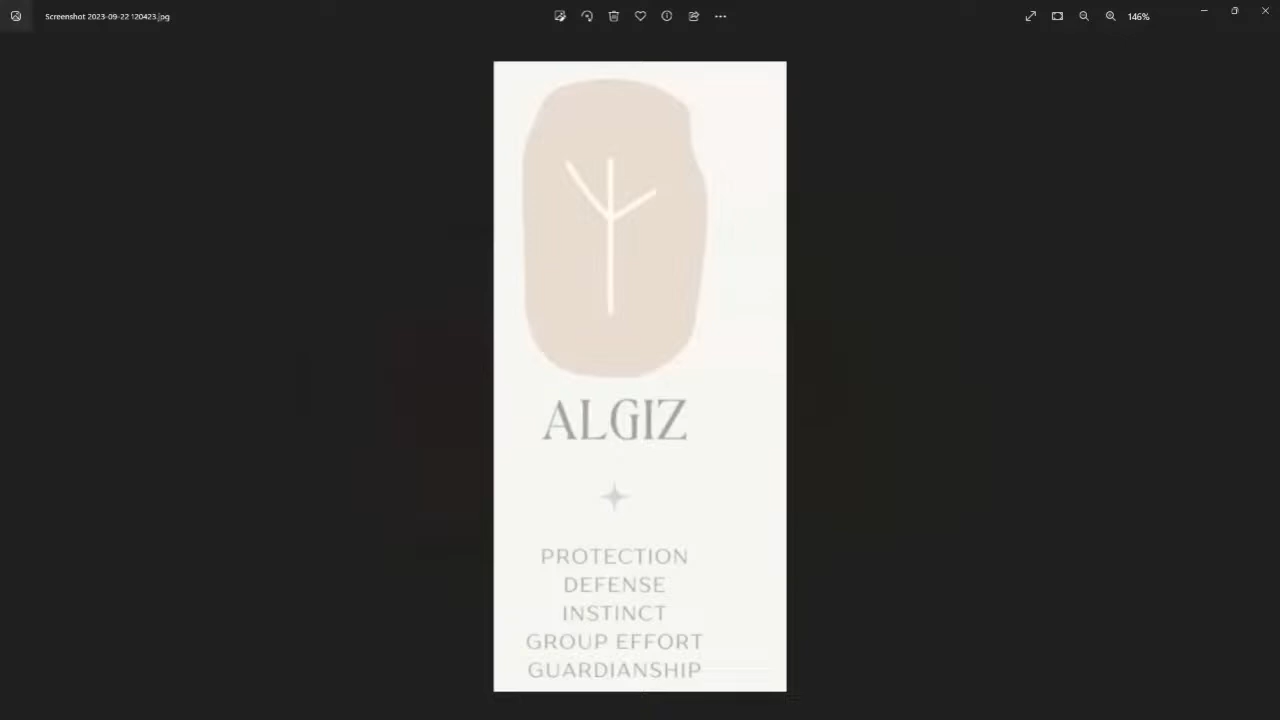 Screenshot 2023-09-22 120423.jpg
146%
ALGIZ
PROTECTION
DEFENSE
INSTINCT
GROUP EFFORT
GUARDIANSHIP